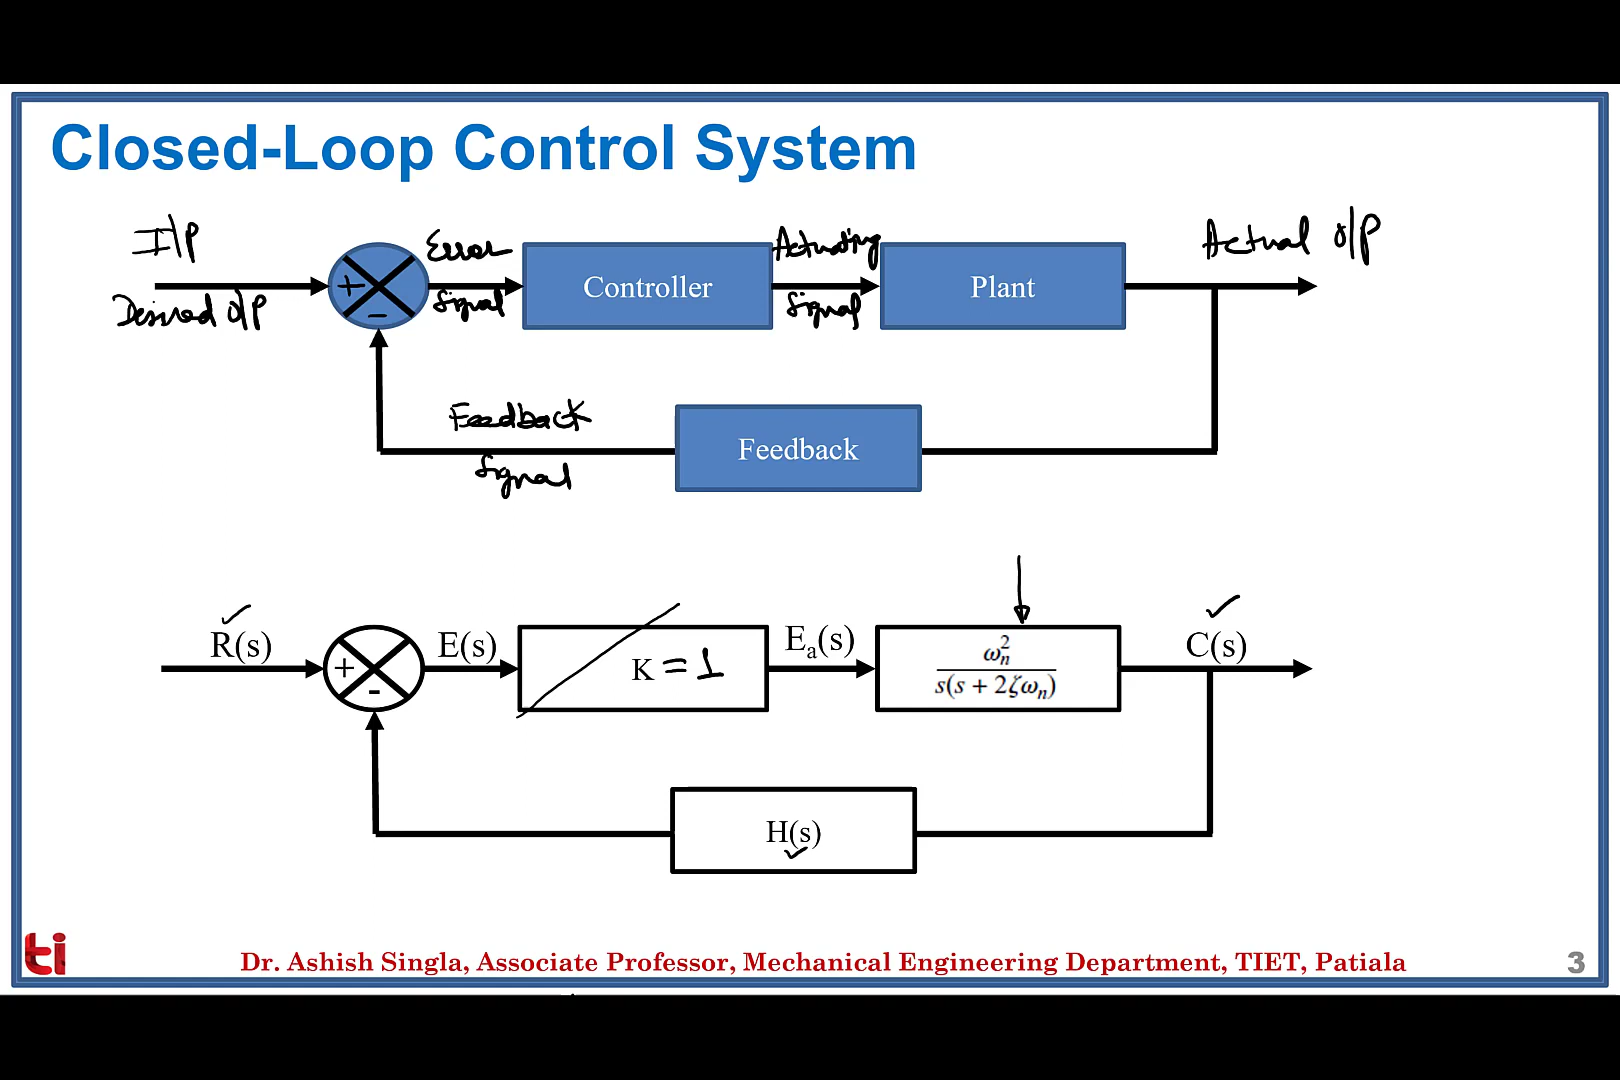 Closed-Loop Control System
I/P
Desired o/p
+
-
Error
Signal
Controller
Actuating
Signal
Plant
Actual o/p
Feedback
Signal
Feedback
R(s)
+
-
E(s)
K = 1
Eₐ(s)
ωₙ²
s(s + 2ζωₙ)
C(s)
H(s)
ti
Dr. Ashish Singla, Associate Professor, Mechanical Engineering Department, TIET, Patiala
3